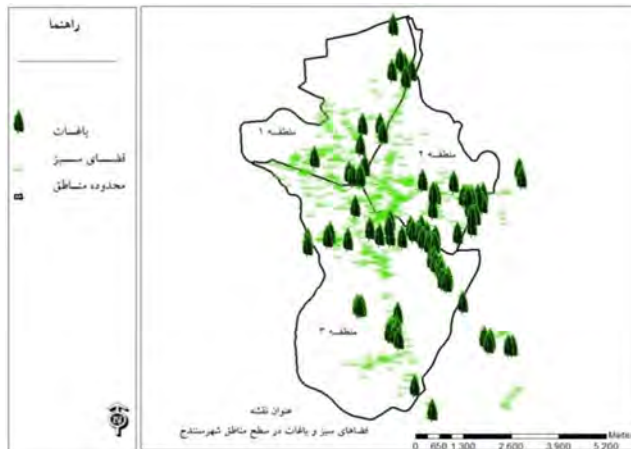 راهنما
باغات
فضای سبز
محدوده مناطق
منطقه ۱
منطقه ۲
منطقه ۳
عنوان نقشه
فضاهای سبز و باغات در سطح مناطق شهرسنندج
Meters
0 650 1,300 2,600 3,900 5,200